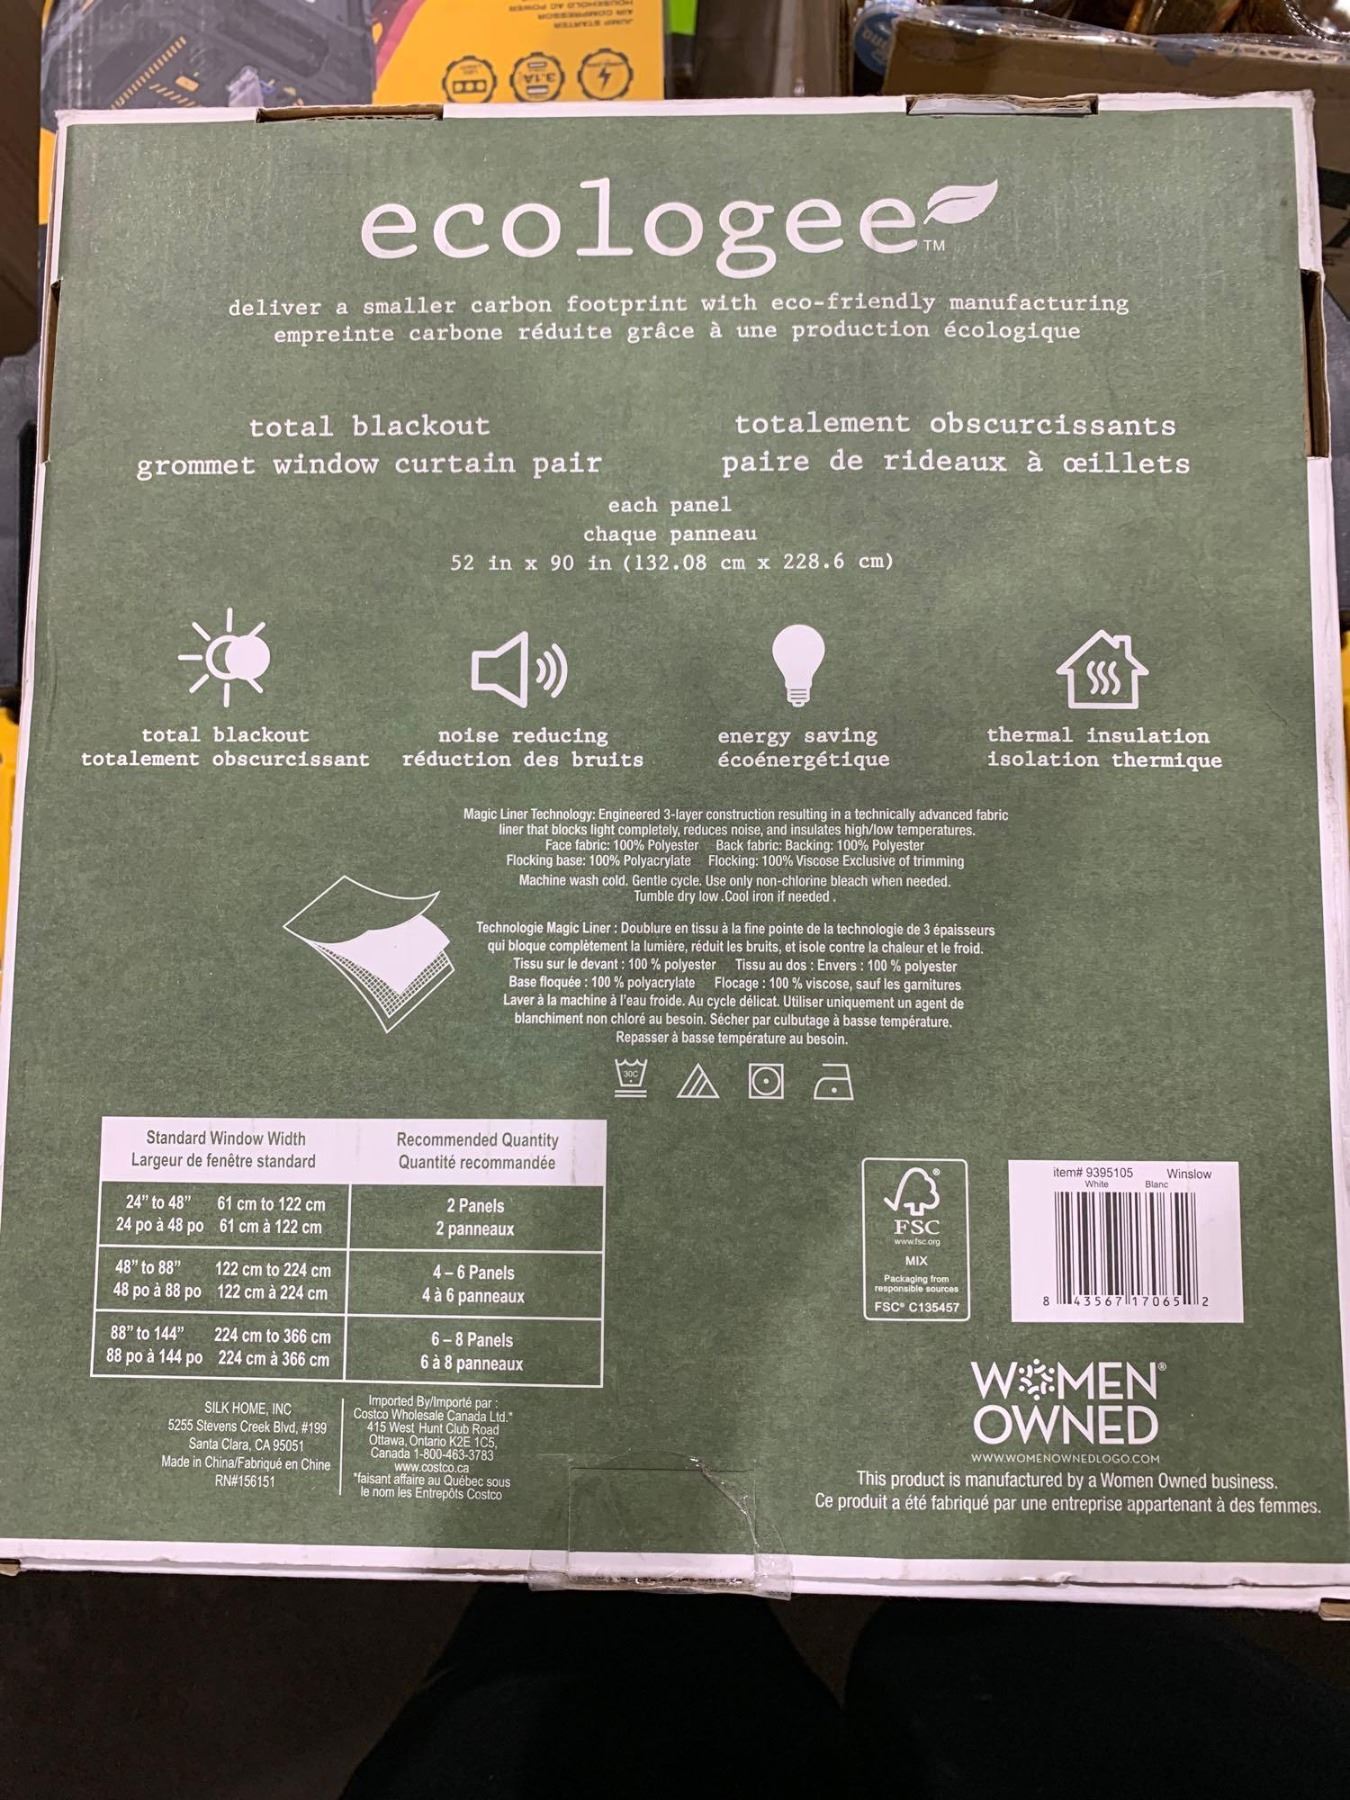 JUMP STARTER
AIR COMPRESSOR
HOUSEHOLD AC POWER
3.1A
ecologee™
deliver a smaller carbon footprint with eco-friendly manufacturing
empreinte carbone réduite grâce à une production écologique
total blackout
grommet window curtain pair
totalement obscurcissants
paire de rideaux à œillets
each panel
chaque panneau
52 in x 90 in (132.08 cm x 228.6 cm)
total blackout
totalement obscurcissant
noise reducing
réduction des bruits
energy saving
écoénergétique
thermal insulation
isolation thermique
Magic Liner Technology: Engineered 3-layer construction resulting in a technically advanced fabric
liner that blocks light completely, reduces noise, and insulates high/low temperatures.
Face fabric: 100% Polyester Back fabric: Backing: 100% Polyester
Flocking base: 100% Polyacrylate Flocking: 100% Viscose Exclusive of trimming
Machine wash cold. Gentle cycle. Use only non-chlorine bleach when needed.
Tumble dry low .Cool iron if needed .
Technologie Magic Liner : Doublure en tissu à la fine pointe de la technologie de 3 épaisseurs
qui bloque complètement la lumière, réduit les bruits, et isole contre la chaleur et le froid.
Tissu sur le devant : 100 % polyester Tissu au dos : Envers : 100 % polyester
Base floquée : 100 % polyacrylate Flocage : 100 % viscose, sauf les garnitures
Laver à la machine à l'eau froide. Au cycle délicat. Utiliser uniquement un agent de
blanchiment non chloré au besoin. Sécher par culbutage à basse température.
Repasser à basse température au besoin.
30C
Standard Window Width Recommended Quantity
Largeur de fenêtre standard Quantité recommandée
24” to 48” 61 cm to 122 cm 2 Panels
24 po à 48 po 61 cm à 122 cm 2 panneaux
48” to 88” 122 cm to 224 cm 4 – 6 Panels
48 po à 88 po 122 cm à 224 cm 4 à 6 panneaux
88” to 144” 224 cm to 366 cm 6 – 8 Panels
88 po à 144 po 224 cm à 366 cm 6 à 8 panneaux
SILK HOME, INC
5255 Stevens Creek Blvd, #199
Santa Clara, CA 95051
Made in China/Fabriqué en Chine
RN#156151
Imported By/Importé par :
Costco Wholesale Canada Ltd.*
415 West Hunt Club Road
Ottawa, Ontario K2E 1C5,
Canada 1-800-463-3783
www.costco.ca
*faisant affaire au Québec sous
le nom les Entrepôts Costco
®
FSC
www.fsc.org
MIX
Packaging from
responsible sources
FSC® C135457
item# 9395105 Winslow
White Blanc
8 43567 17065 2
WOMEN®
OWNED
WWW.WOMENOWNEDLOGO.COM
This product is manufactured by a Women Owned business.
Ce produit a été fabriqué par une entreprise appartenant à des femmes.